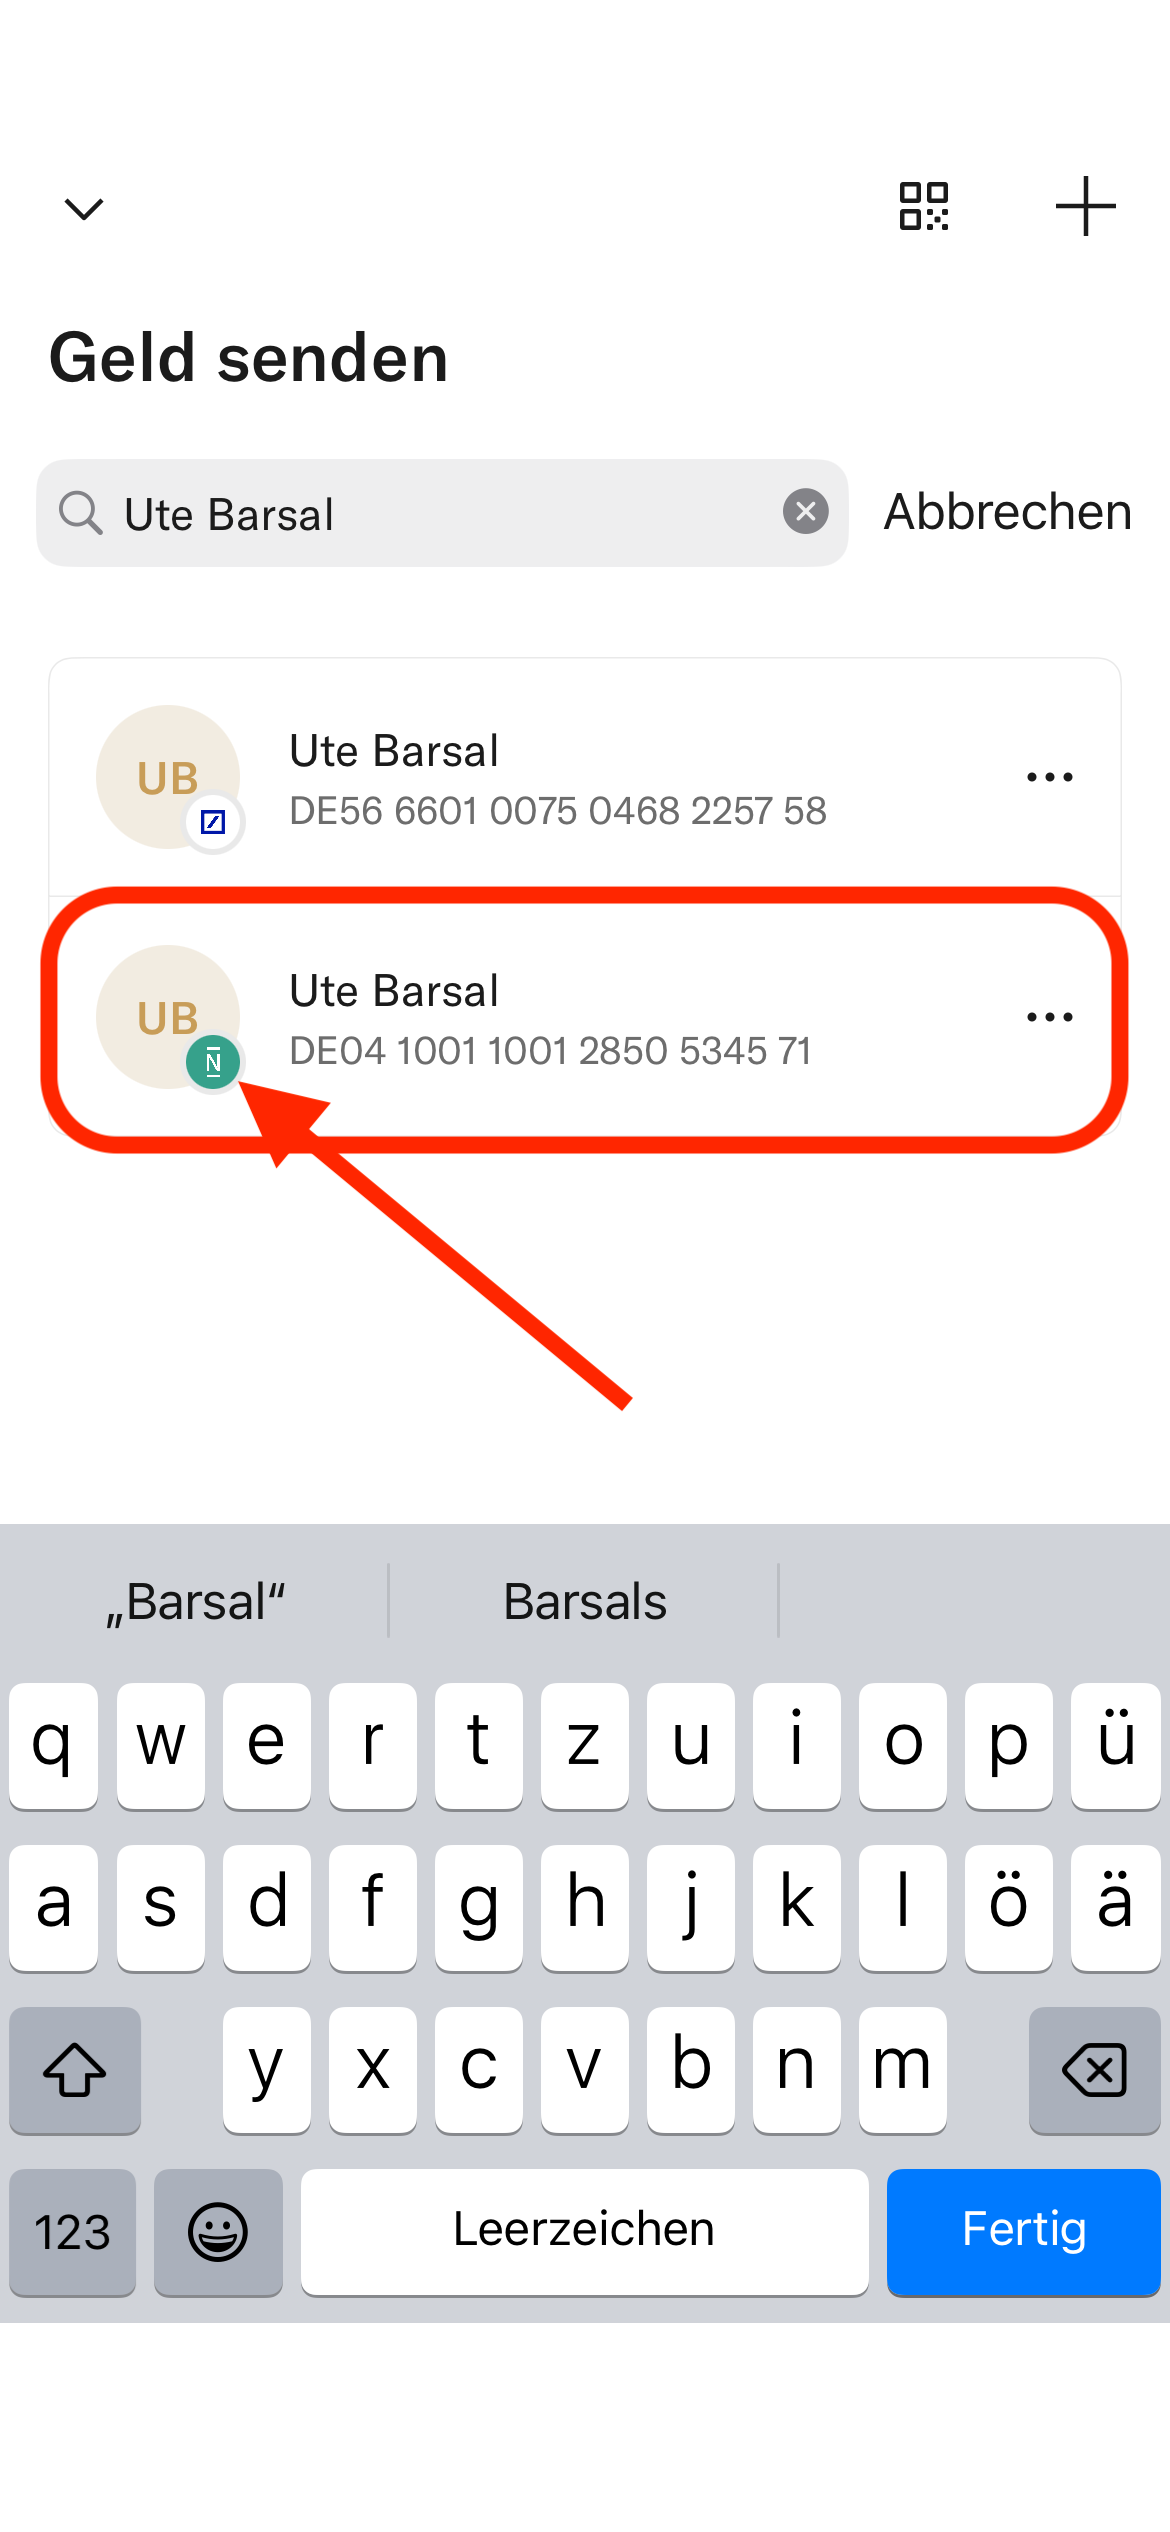 Geld senden
Ute Barsal
Abbrechen
UB
Ute Barsal
DE56 6601 0075 0468 2257 58
UB
N
Ute Barsal
DE04 1001 1001 2850 5345 71
„Barsal“
Barsals
q w e r t z u i o p ü
a s d f g h j k l ö ä
y x c v b n m
123
Leerzeichen
Fertig